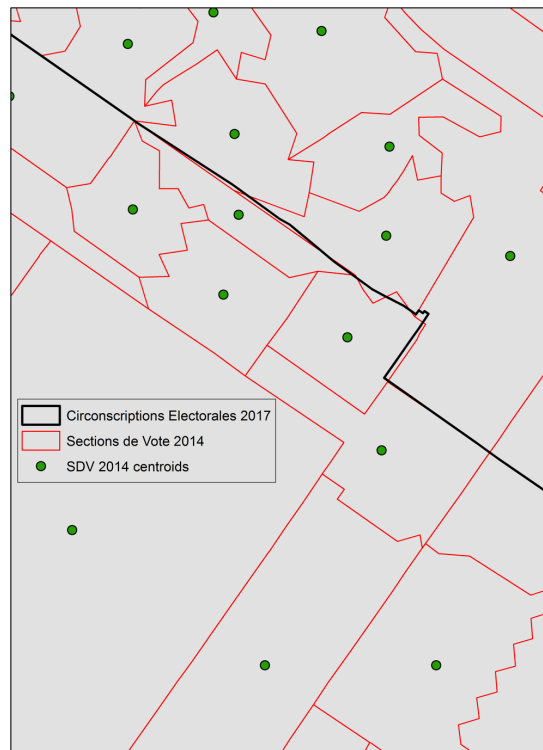 Circonscriptions Electorales 2017
Sections de Vote 2014
SDV 2014 centroids